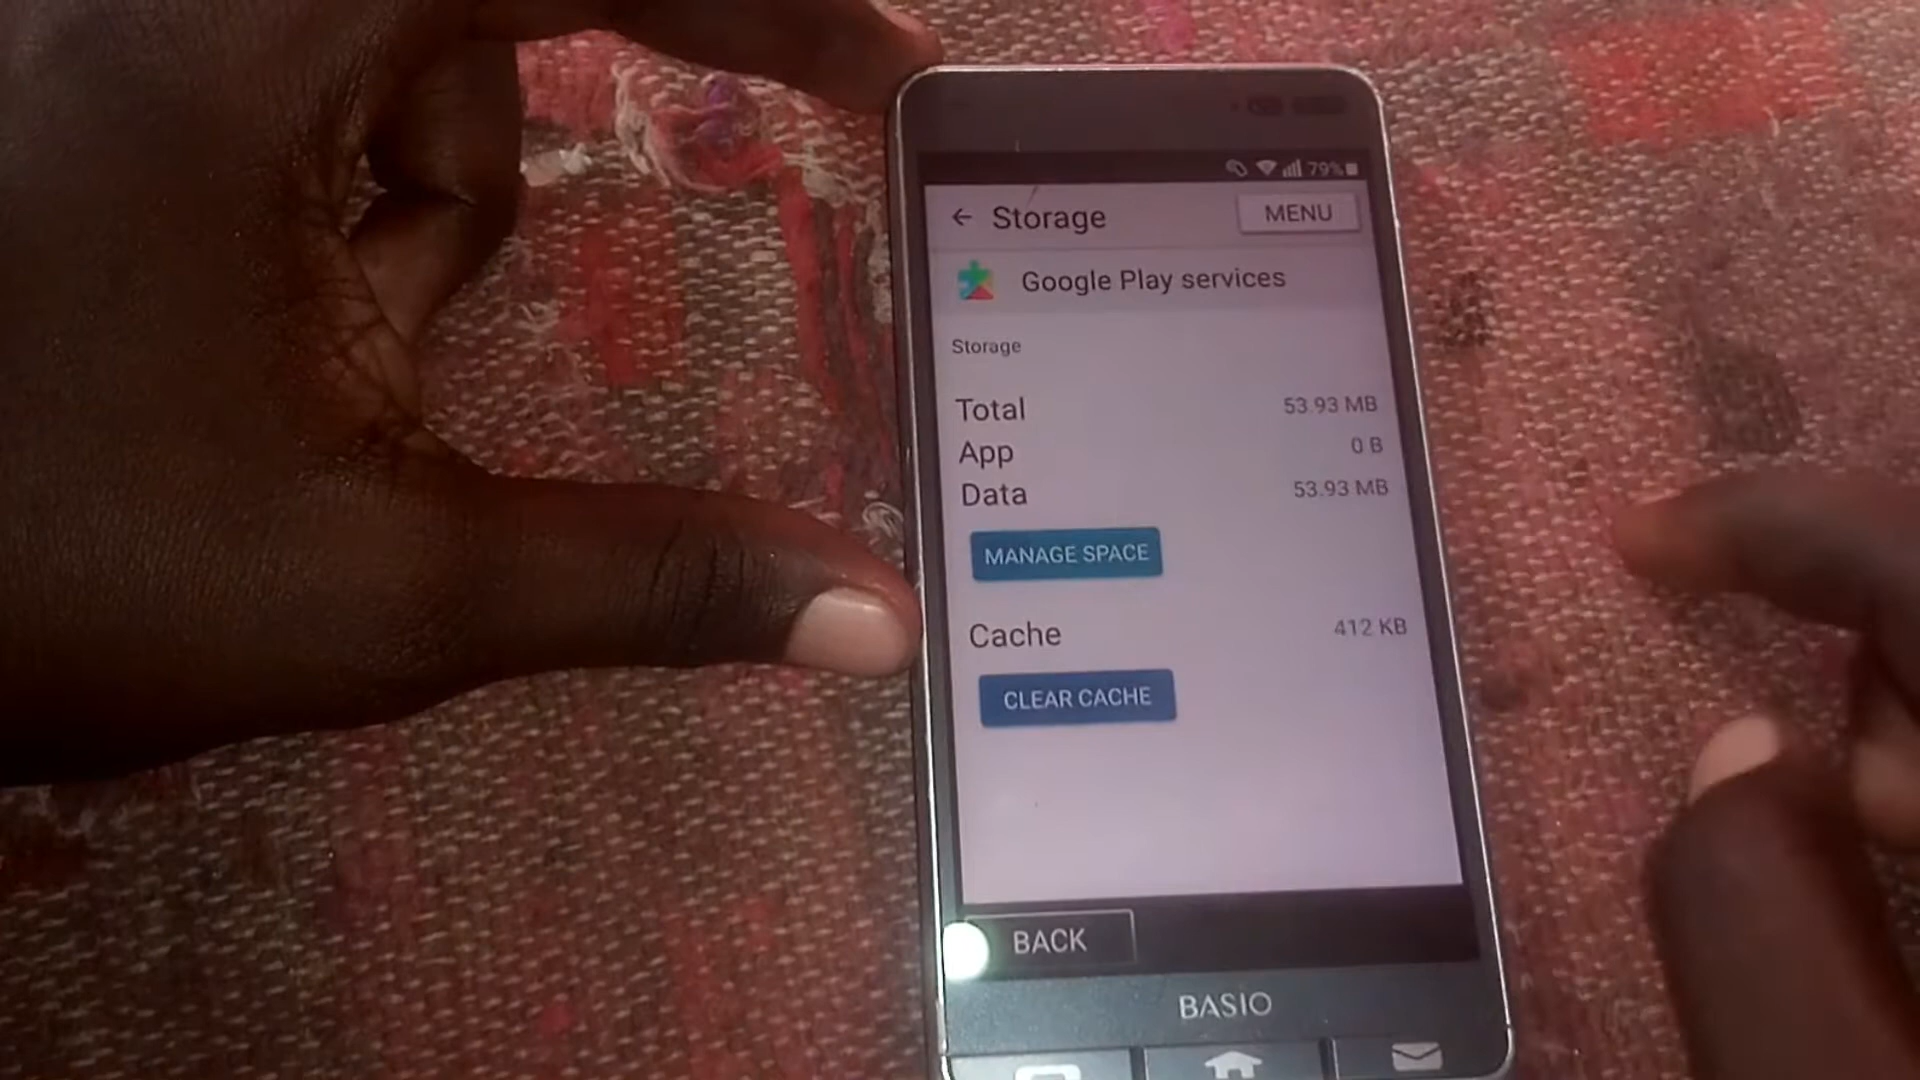 79%
Storage MENU
Google Play services
Storage
Total 53.93 MB
App 0 B
Data 53.93 MB
MANAGE SPACE
Cache 412 KB
CLEAR CACHE
BACK
BASIO